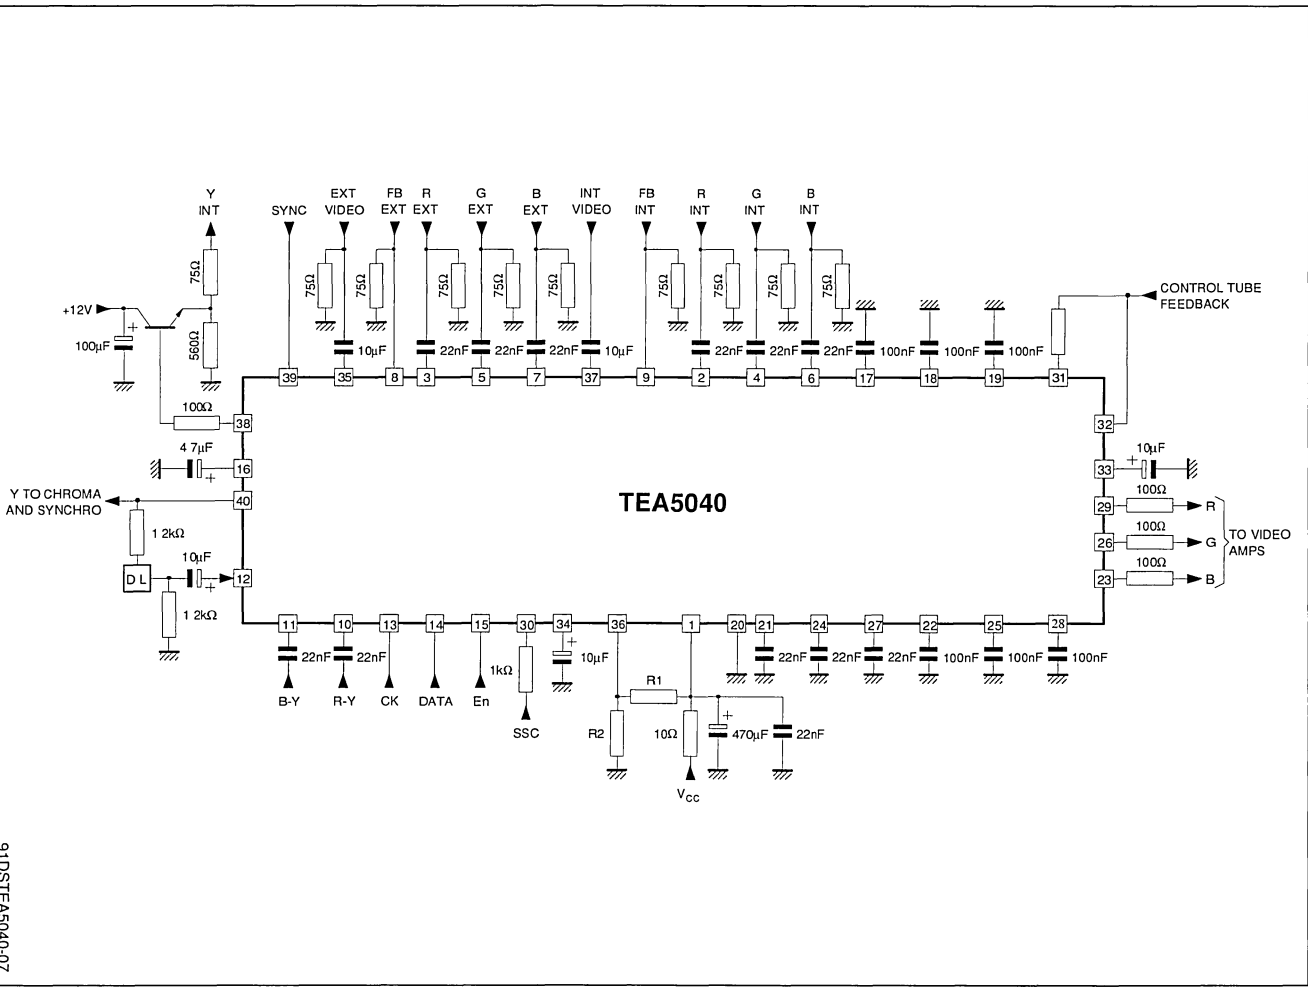 Y
INT
SYNC
EXT
VIDEO
FB
EXT
R
EXT
G
EXT
B
EXT
INT
VIDEO
FB
INT
R
INT
G
INT
B
INT
75Ω
75Ω
75Ω
75Ω
75Ω
75Ω
75Ω
75Ω
75Ω
75Ω
CONTROL TUBE
FEEDBACK
+12V
+
100µF
560Ω
10µF
22nF
22nF
22nF
10µF
22nF
22nF
22nF
100nF
100nF
100nF
39
35
8
3
5
7
37
9
2
4
6
17
18
19
31
100Ω
38
32
4 7µF
+
16
10µF
+
33
Y TO CHROMA
AND SYNCHRO
40
TEA5040
100Ω
29
R
1 2kΩ
100Ω
26
G
TO VIDEO
AMPS
10µF
+
DL
12
100Ω
23
B
1 2kΩ
11
10
13
14
15
30
34
36
1
20
21
24
27
22
25
28
22nF
22nF
1kΩ
+
10µF
22nF
22nF
22nF
100nF
100nF
100nF
B-Y
R-Y
CK
DATA
En
SSC
R1
R2
10Ω
+
470µF
22nF
VCC
91DSTEA5040-07